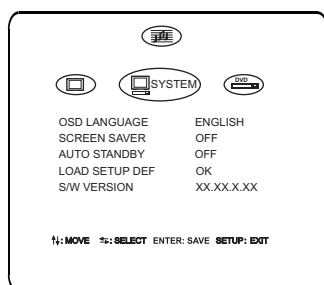 SYSTEM
DVD
OSD LANGUAGE ENGLISH
SCREEN SAVER OFF
AUTO STANDBY OFF
LOAD SETUP DEF OK
S/W VERSION XX.XX.X.XX
⇅: MOVE ⇆: SELECT ENTER: SAVE SETUP: EXIT